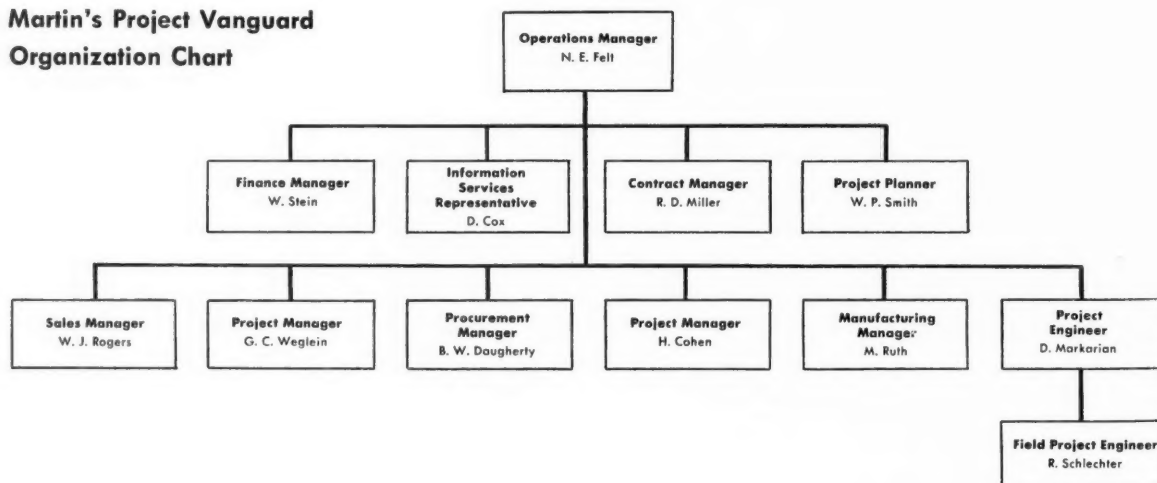 Martin's Project Vanguard
Organization Chart
Operations Manager
N. E. Felt
Finance Manager
W. Stein
Information
Services
Representative
D. Cox
Contract Manager
R. D. Miller
Project Planner
W. P. Smith
Sales Manager
W. J. Rogers
Project Manager
G. C. Weglein
Procurement
Manager
B. W. Daugherty
Project Manager
H. Cohen
Manufacturing
Manager
M. Ruth
Project
Engineer
D. Markarian
Field Project Engineer
R. Schlechter